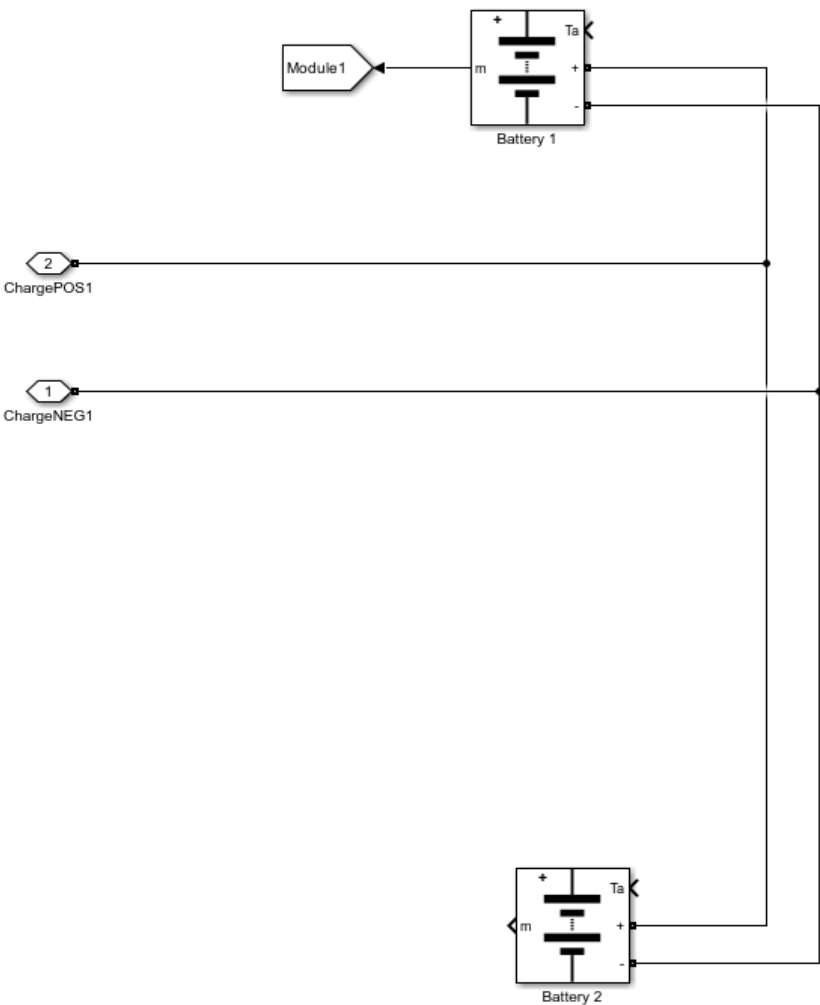 +
Ta
Module1
m
+
-
Battery 1
2
ChargePOS1
1
ChargeNEG1
+
Ta
m
+
-
Battery 2